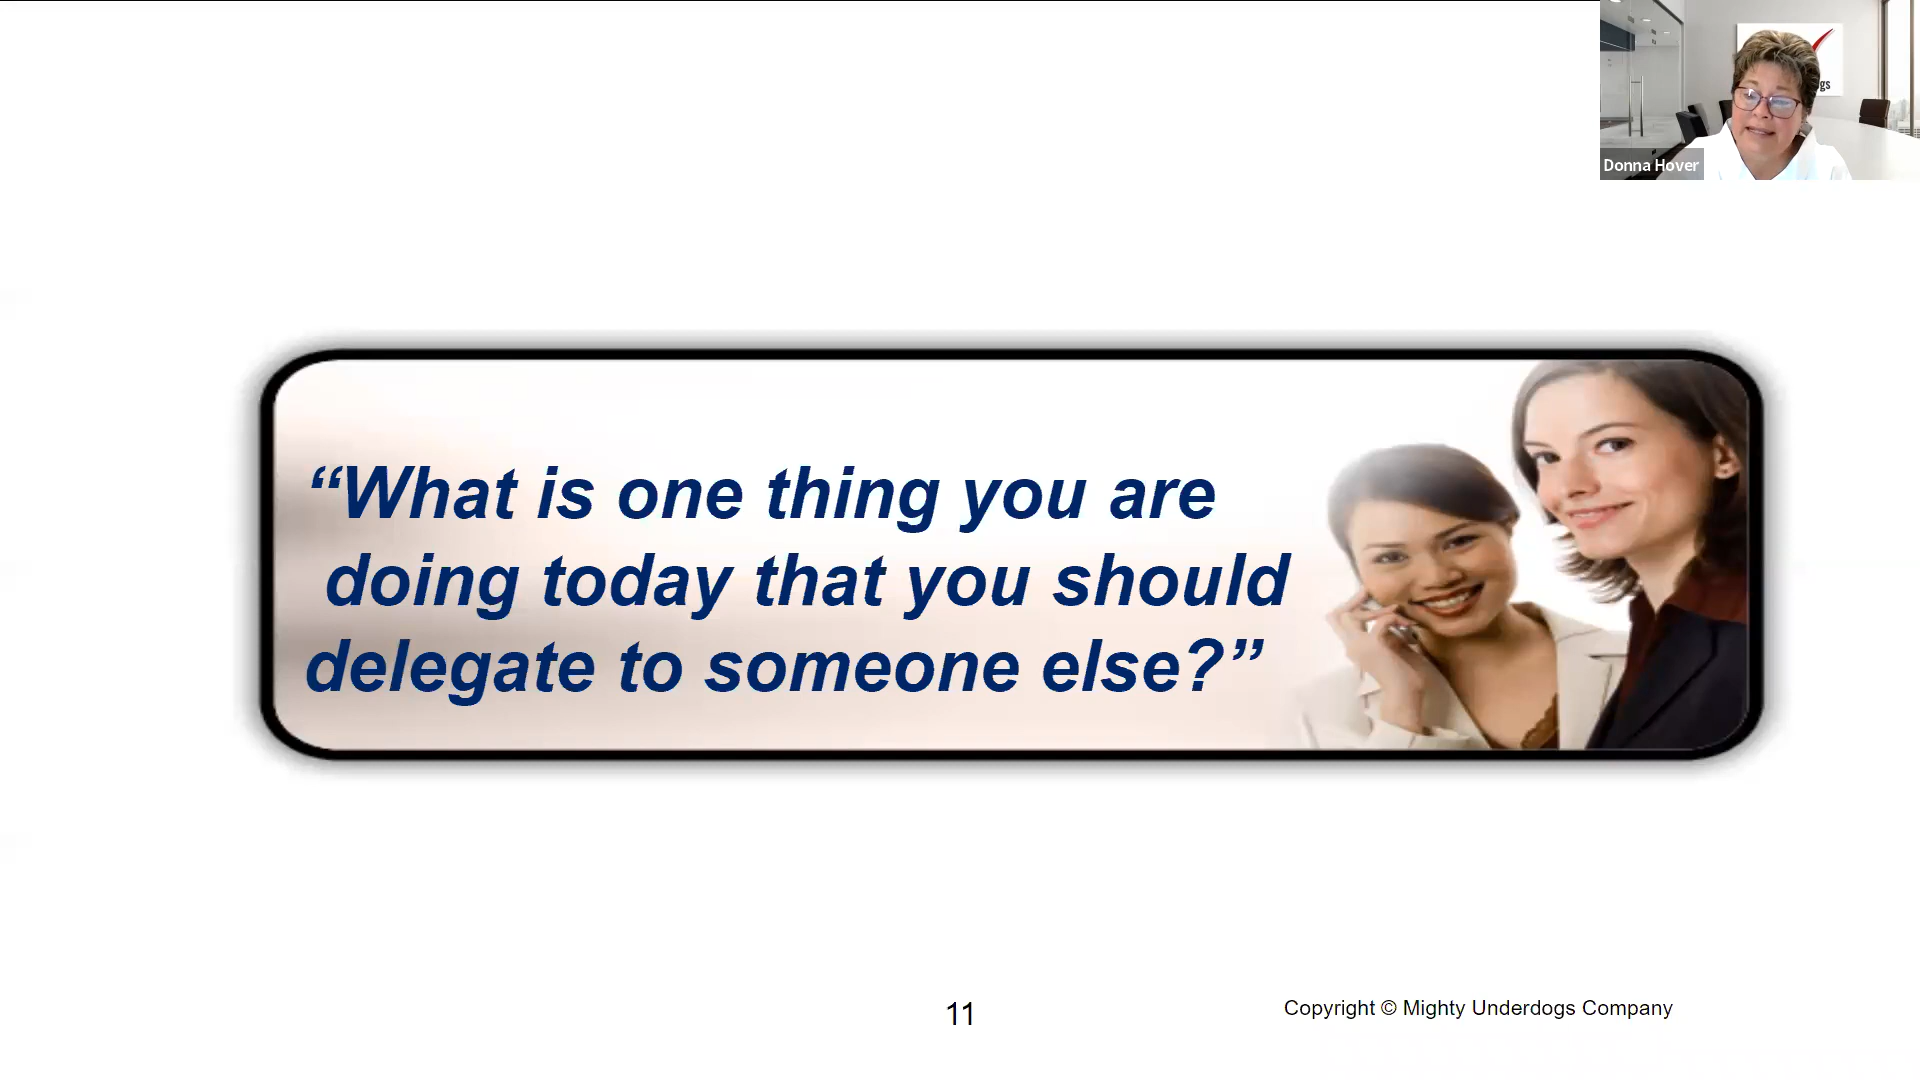 gs
Donna Hover
“What is one thing you are
doing today that you should
delegate to someone else?”
11
Copyright © Mighty Underdogs Company